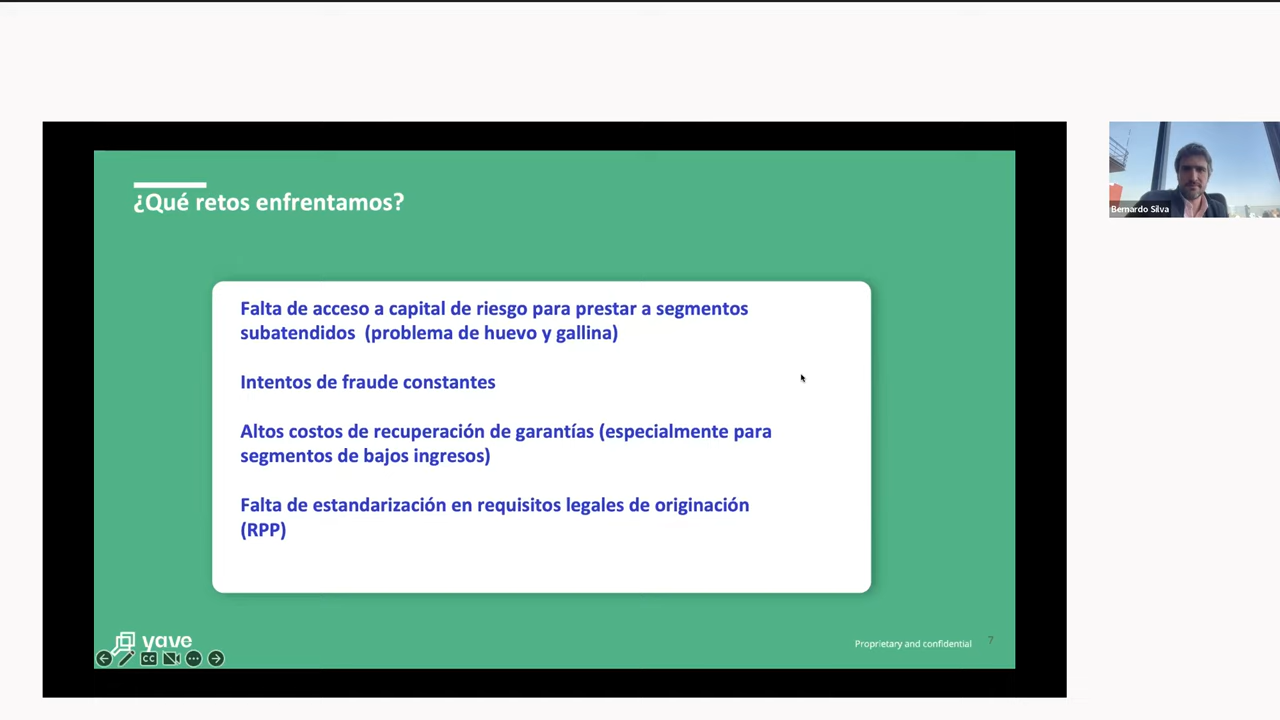 ¿Qué retos enfrentamos?
Falta de acceso a capital de riesgo para prestar a segmentos
subatendidos (problema de huevo y gallina)
Intentos de fraude constantes
Altos costos de recuperación de garantías (especialmente para
segmentos de bajos ingresos)
Falta de estandarización en requisitos legales de originación
(RPP)
yave
CC
Proprietary and confidential
7
Bernardo Silva